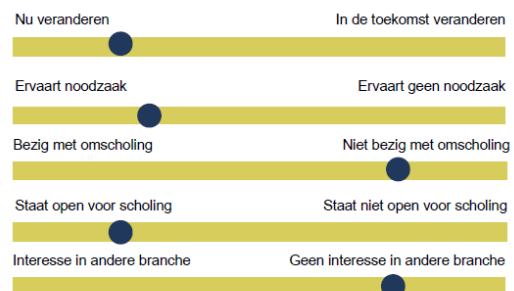 Nu veranderen In de toekomst veranderen
Ervaart noodzaak Ervaart geen noodzaak
Bezig met omscholing Niet bezig met omscholing
Staat open voor scholing Staat niet open voor scholing
Interesse in andere branche Geen interesse in andere branche